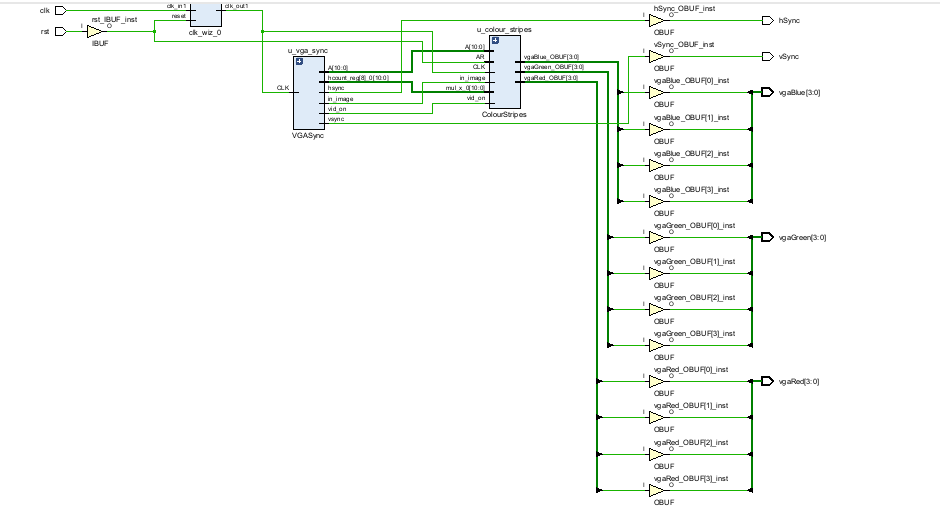 clk
rst
rst_IBUF_inst
I
O
IBUF
clk_in1
reset
clk_out1
clk_wiz_0
u_vga_sync
CLK
A[10:0]
hcount_reg[8]_0[10:0]
hsync
in_image
vid_on
vsync
VGASync
u_colour_stripes
A[10:0]
AR
CLK
in_image
mul_x_0[10:0]
vid_on
vgaBlue_OBUF[3:0]
vgaGreen_OBUF[3:0]
vgaRed_OBUF[3:0]
ColourStripes
hSync_OBUF_inst
I
O
OBUF
hSync
vSync_OBUF_inst
I
O
OBUF
vSync
vgaBlue_OBUF[0]_inst
I
O
OBUF
vgaBlue[3:0]
vgaBlue_OBUF[1]_inst
I
O
OBUF
vgaBlue_OBUF[2]_inst
I
O
OBUF
vgaBlue_OBUF[3]_inst
I
O
OBUF
vgaGreen_OBUF[0]_inst
I
O
OBUF
vgaGreen[3:0]
vgaGreen_OBUF[1]_inst
I
O
OBUF
vgaGreen_OBUF[2]_inst
I
O
OBUF
vgaGreen_OBUF[3]_inst
I
O
OBUF
vgaRed_OBUF[0]_inst
I
O
OBUF
vgaRed[3:0]
vgaRed_OBUF[1]_inst
I
O
OBUF
vgaRed_OBUF[2]_inst
I
O
OBUF
vgaRed_OBUF[3]_inst
I
O
OBUF